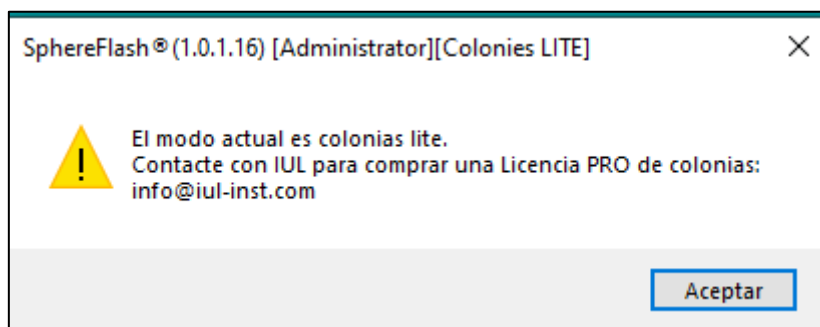 SphereFlash® (1.0.1.16) [Administrator][Colonies LITE]
El modo actual es colonias lite.
Contacte con IUL para comprar una Licencia PRO de colonias:
info@iul-inst.com
Aceptar